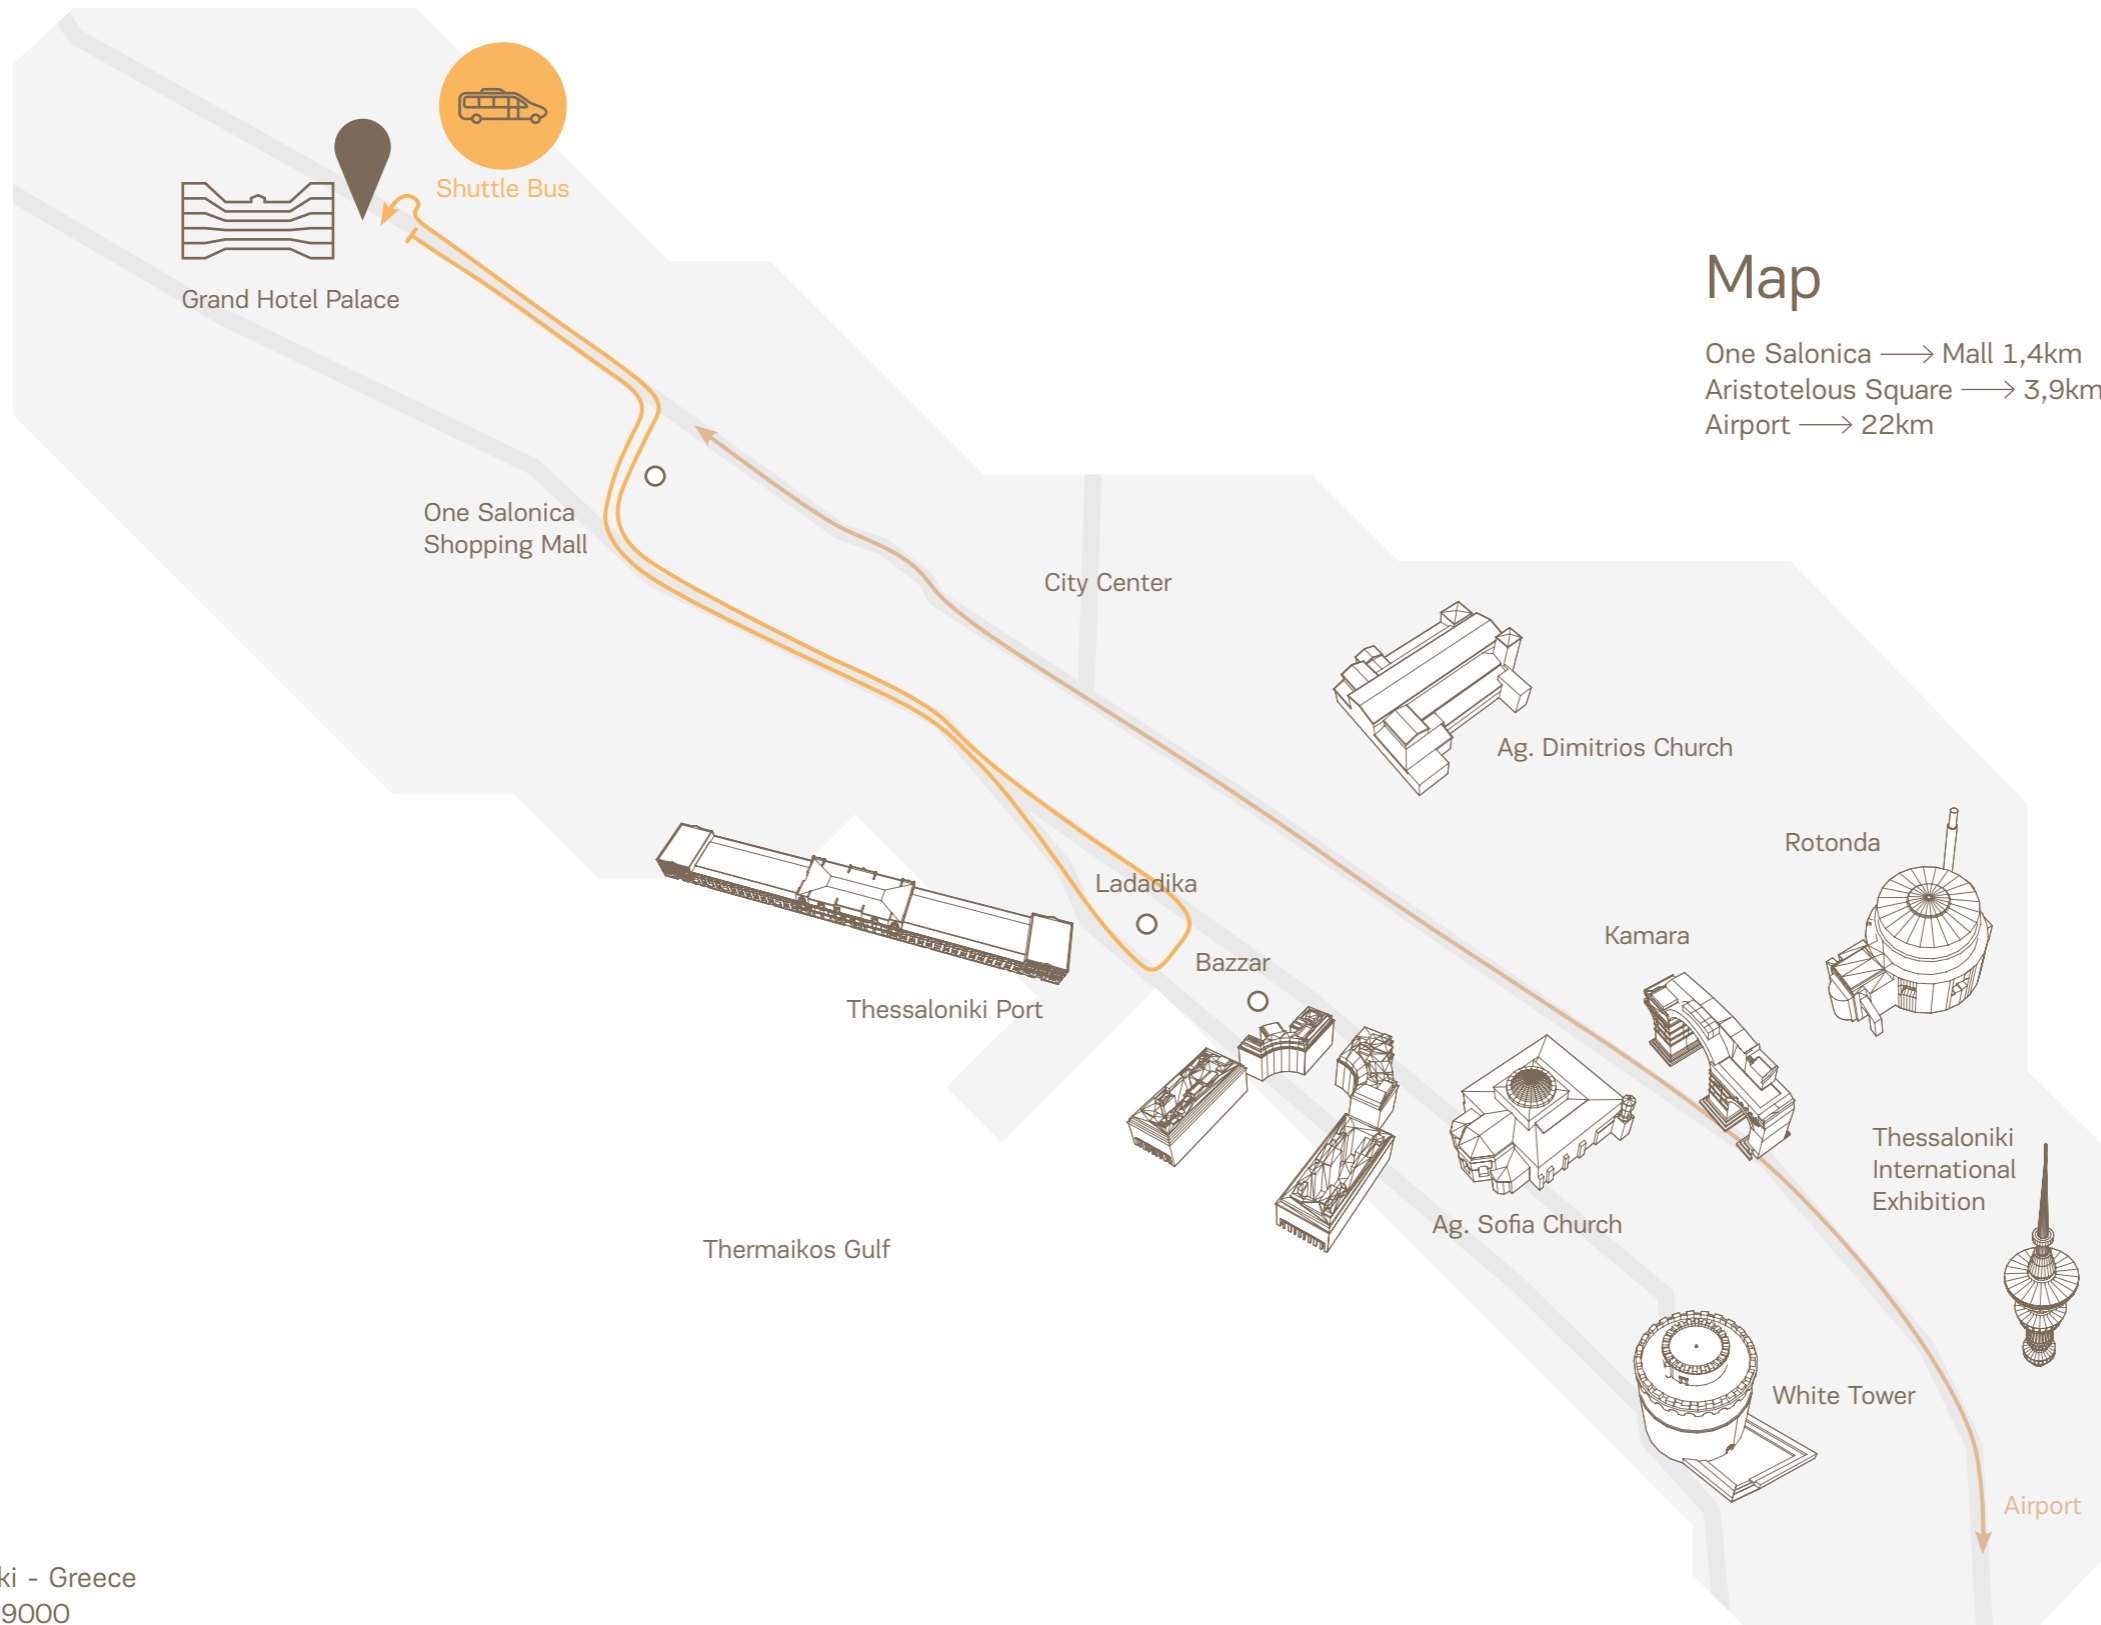 Shuttle Bus
Grand Hotel Palace
Map
One Salonica → Mall 1,4km
Aristotelous Square → 3,9km
Airport → 22km
One Salonica
Shopping Mall
City Center
Ag. Dimitrios Church
Rotonda
Ladadika
Kamara
Bazzar
Thessaloniki Port
Thessaloniki
International
Exhibition
Ag. Sofia Church
Thermaikos Gulf
White Tower
Airport
ki - Greece
9000